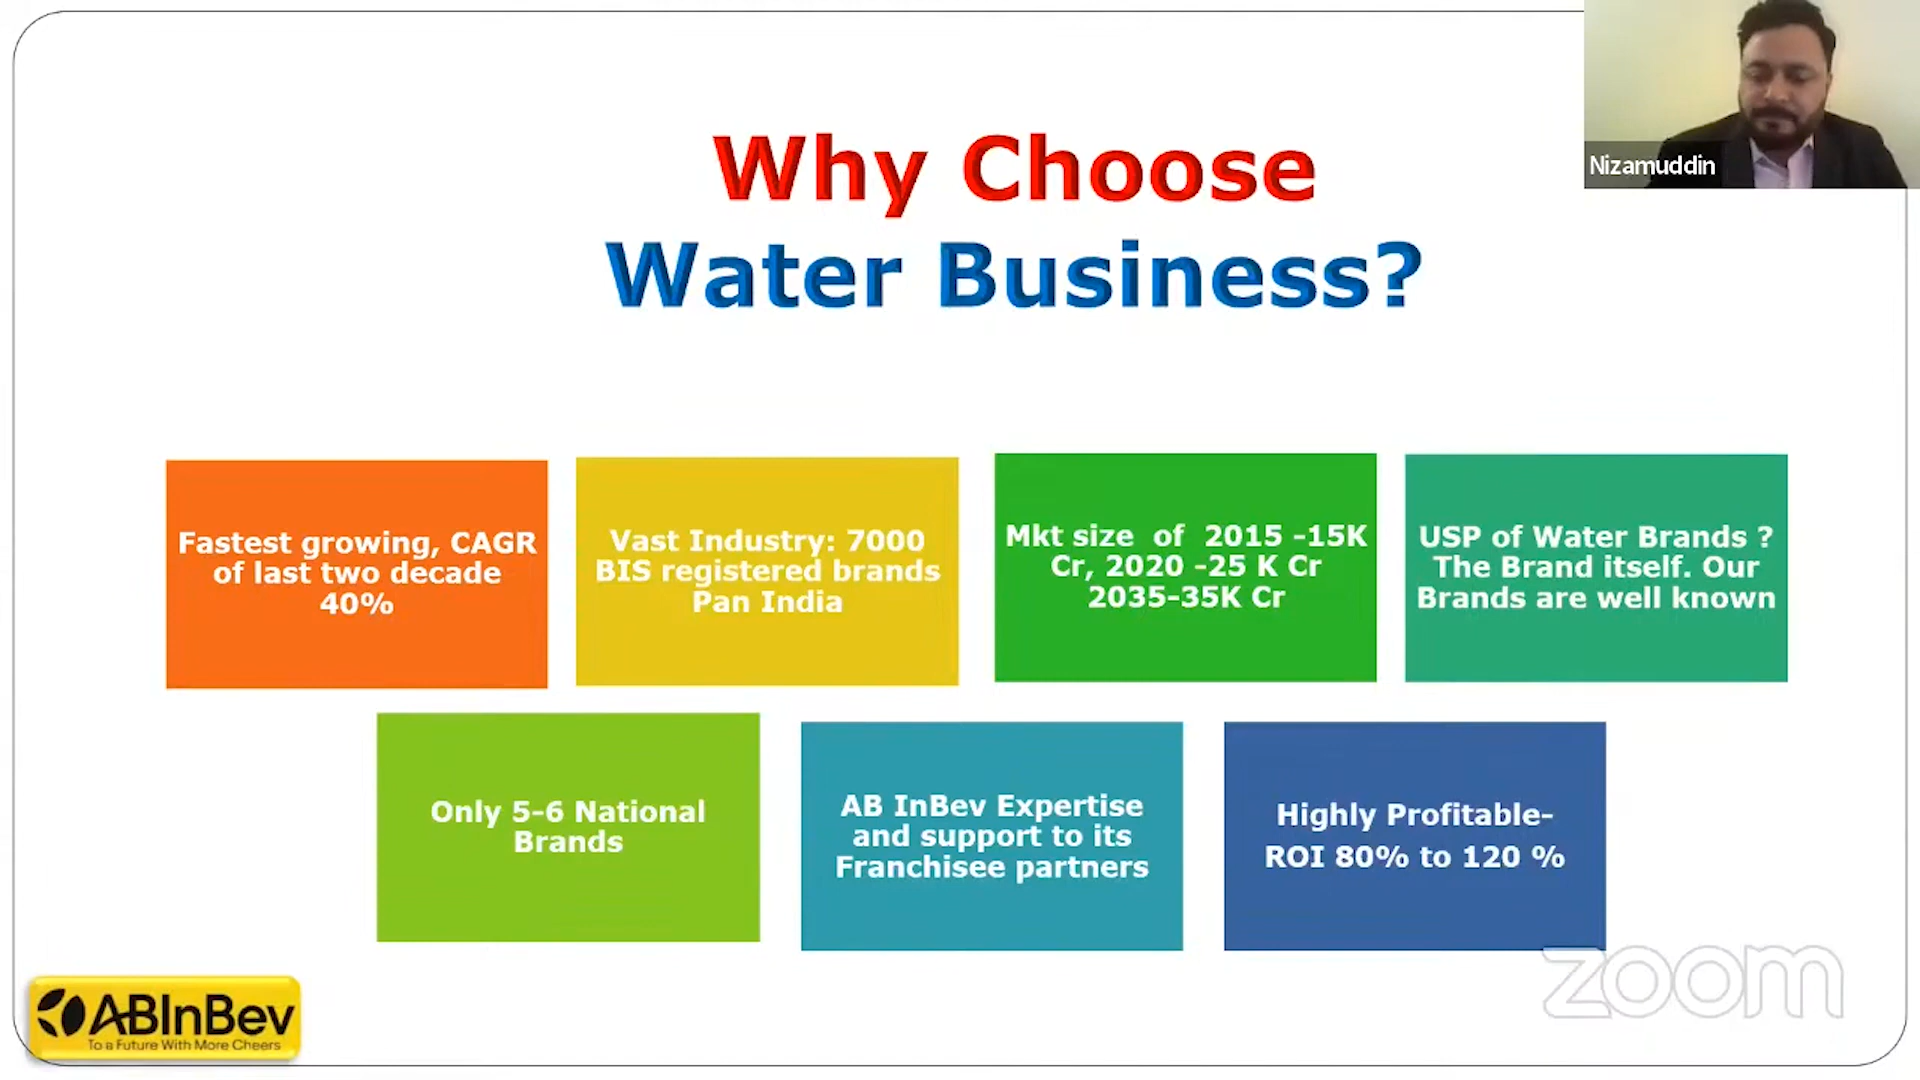 Why Choose
Water Business?
Nizamuddin
Fastest growing, CAGR
of last two decade
40%
Vast Industry: 7000
BIS registered brands
Pan India
Mkt size of 2015 -15K
Cr, 2020 -25 K Cr
2035-35K Cr
USP of Water Brands ?
The Brand itself. Our
Brands are well known
Only 5-6 National
Brands
AB InBev Expertise
and support to its
Franchisee partners
Highly Profitable-
ROI 80% to 120 %
ABInBev
To a Future With More Cheers
zoom